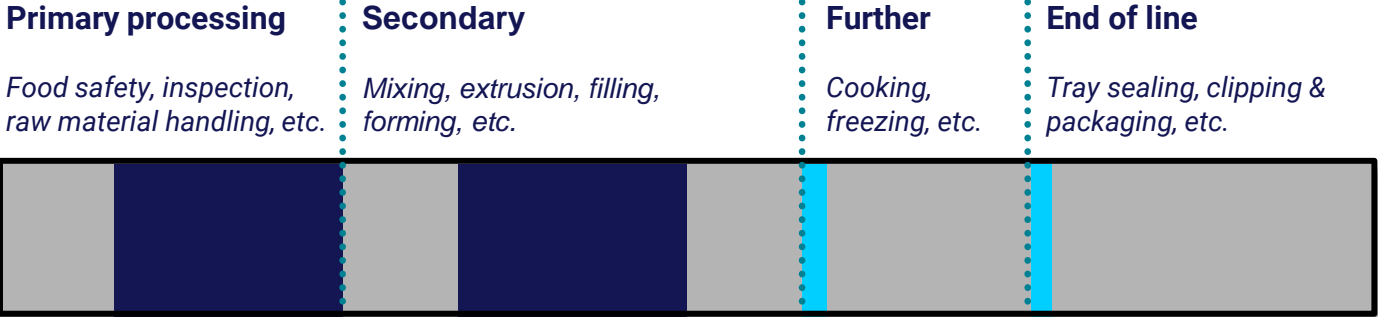 Primary processing
Food safety, inspection,
raw material handling, etc.
Secondary
Mixing, extrusion, filling,
forming, etc.
Further
Cooking,
freezing, etc.
End of line
Tray sealing, clipping &
packaging, etc.